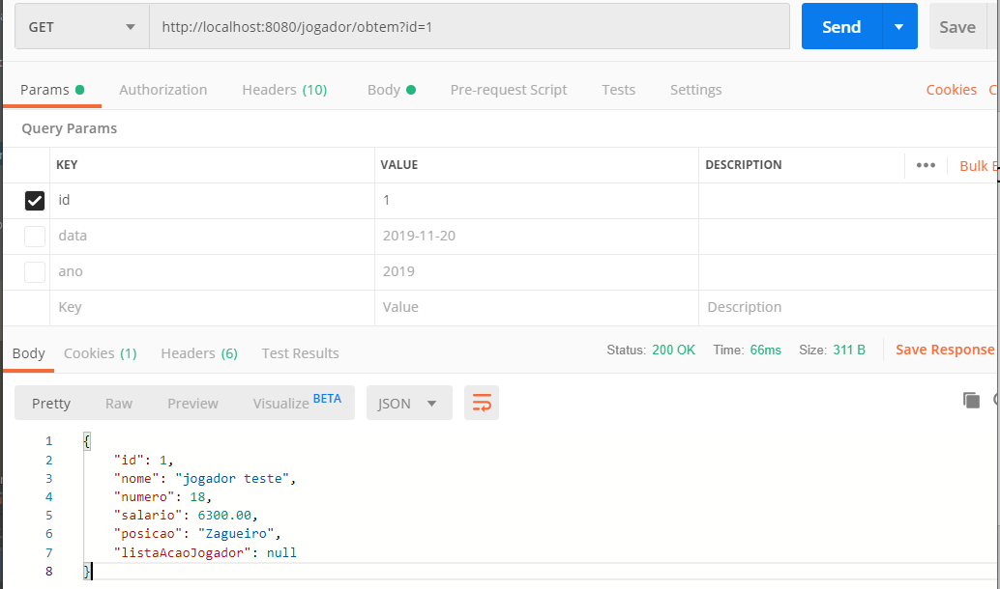 GET http://localhost:8080/jogador/obtem?id=1 Send Save
Params Authorization Headers (10) Body Pre-request Script Tests Settings Cookies C
Query Params
KEY VALUE DESCRIPTION ••• Bulk E
id 1
data 2019-11-20
ano 2019
Key Value Description
Body Cookies (1) Headers (6) Test Results Status: 200 OK Time: 66ms Size: 311 B Save Response
Pretty Raw Preview Visualize BETA JSON
1 {
2 "id": 1,
3 "nome": "jogador teste",
4 "numero": 18,
5 "salario": 6300.00,
6 "posicao": "Zagueiro",
7 "listaAcaoJogador": null
8 }